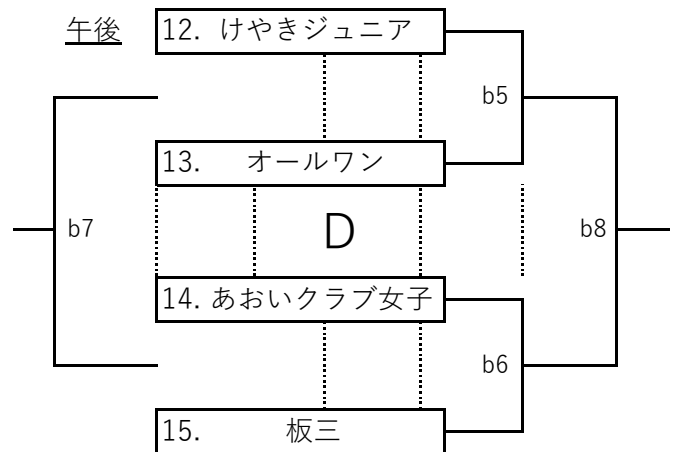 午後
12. けやきジュニア
b5
13. オールワン
b7
D
b8
14. あおいクラブ女子
b6
15. 板三